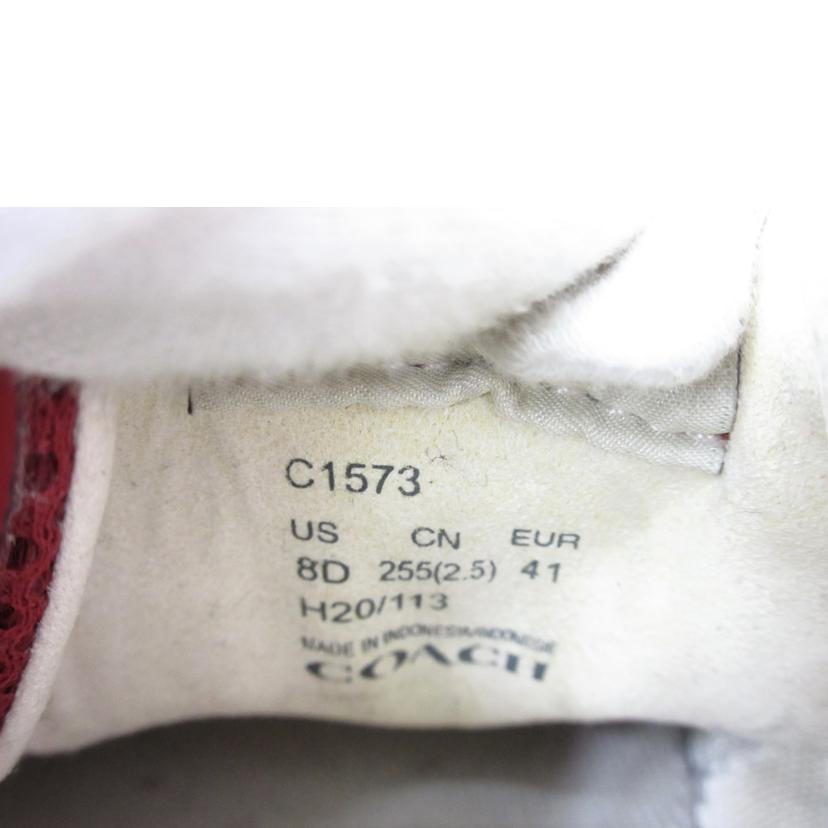 C1573
US CN EUR
8D 255(2.5) 41
H20/113
MADE IN INDONESIA/INDONESIE
COACH